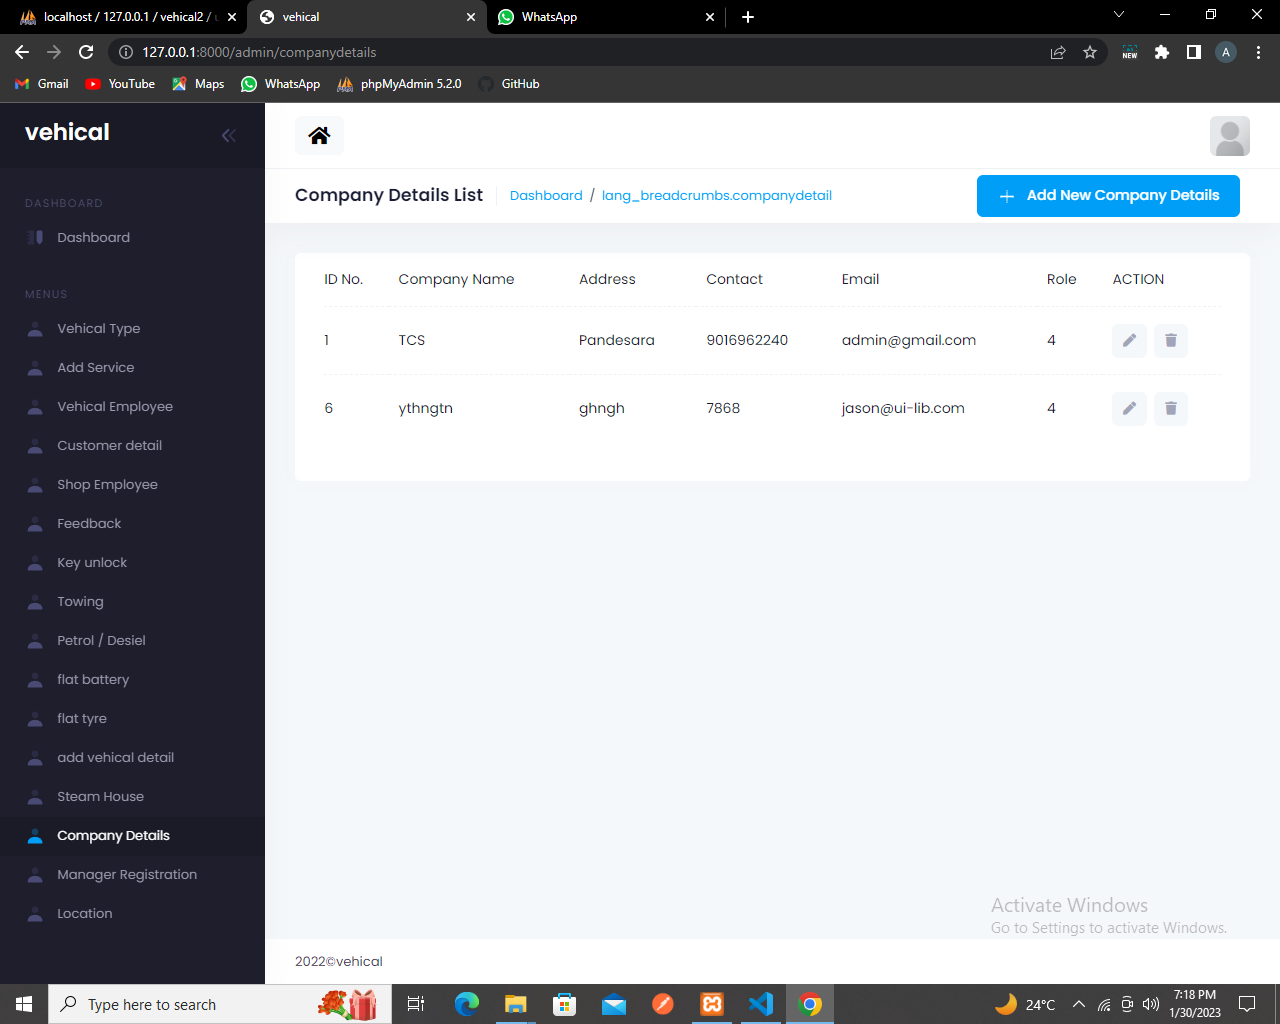 localhost / 127.0.0.1 / vehical2 /
vehical
WhatsApp
127.0.0.1:8000/admin/companydetails
NEW
A
Gmail
YouTube
Maps
WhatsApp
phpMyAdmin 5.2.0
GitHub
vehical
DASHBOARD
Dashboard
MENUS
Vehical Type
Add Service
Vehical Employee
Customer detail
Shop Employee
Feedback
Key unlock
Towing
Petrol / Desiel
flat battery
flat tyre
add vehical detail
Steam House
Company Details
Manager Registration
Location
Company Details List
Dashboard / lang_breadcrumbs.companydetail
Add New Company Details
ID No. Company Name Address Contact Email Role ACTION
1 TCS Pandesara 9016962240 admin@gmail.com 4
6 ythngtn ghngh 7868 jason@ui-lib.com 4
Activate Windows
Go to Settings to activate Windows.
2022©vehical
Type here to search
24°C
7:18 PM
1/30/2023